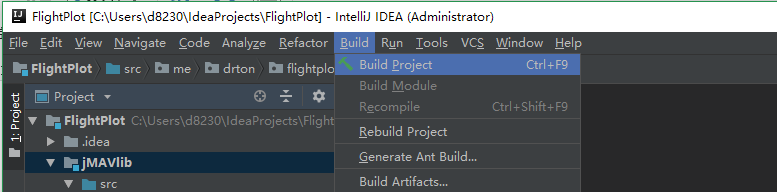 FlightPlot [C:\Users\d8230\IdeaProjects\FlightPlot] - IntelliJ IDEA (Administrator)
File Edit View Navigate Code Analyze Refactor Build Run Tools VCS Window Help
FlightPlot src me drton flightplo
Build Project Ctrl+F9
Build Module
Recompile Ctrl+Shift+F9
Rebuild Project
Generate Ant Build...
Build Artifacts...
1: Project
Project
FlightPlot C:\Users\d8230\IdeaProjects\Flight
.idea
jMAVlib
src